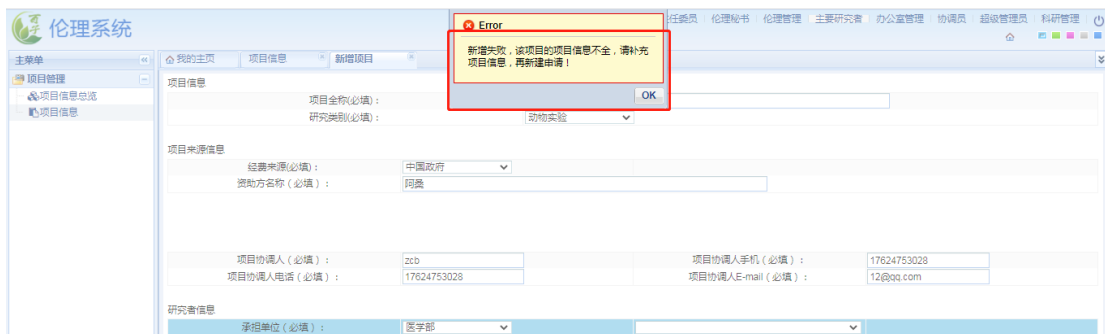 伦理系统
任委员 伦理秘书 伦理管理 主要研究者 办公室管理 协调员 超级管理员 科研管理
Error
新增失败，该项目的项目信息不全，请补充
项目信息，再新建申请！
OK
主菜单
我的主页 项目信息 新增项目
项目管理
项目信息总览
项目信息
项目信息
项目全称(必填)：
研究类别(必填)： 动物实验
项目来源信息
经费来源(必填)： 中国政府
资助方名称（必填）： 阿曼
项目协调人（必填）： zcb 项目协调人手机（必填）： 17624753028
项目协调人电话（必填）： 17624753028 项目协调人E-mail（必填）： 12@qq.com
研究者信息
承担单位（必填）： 医学部